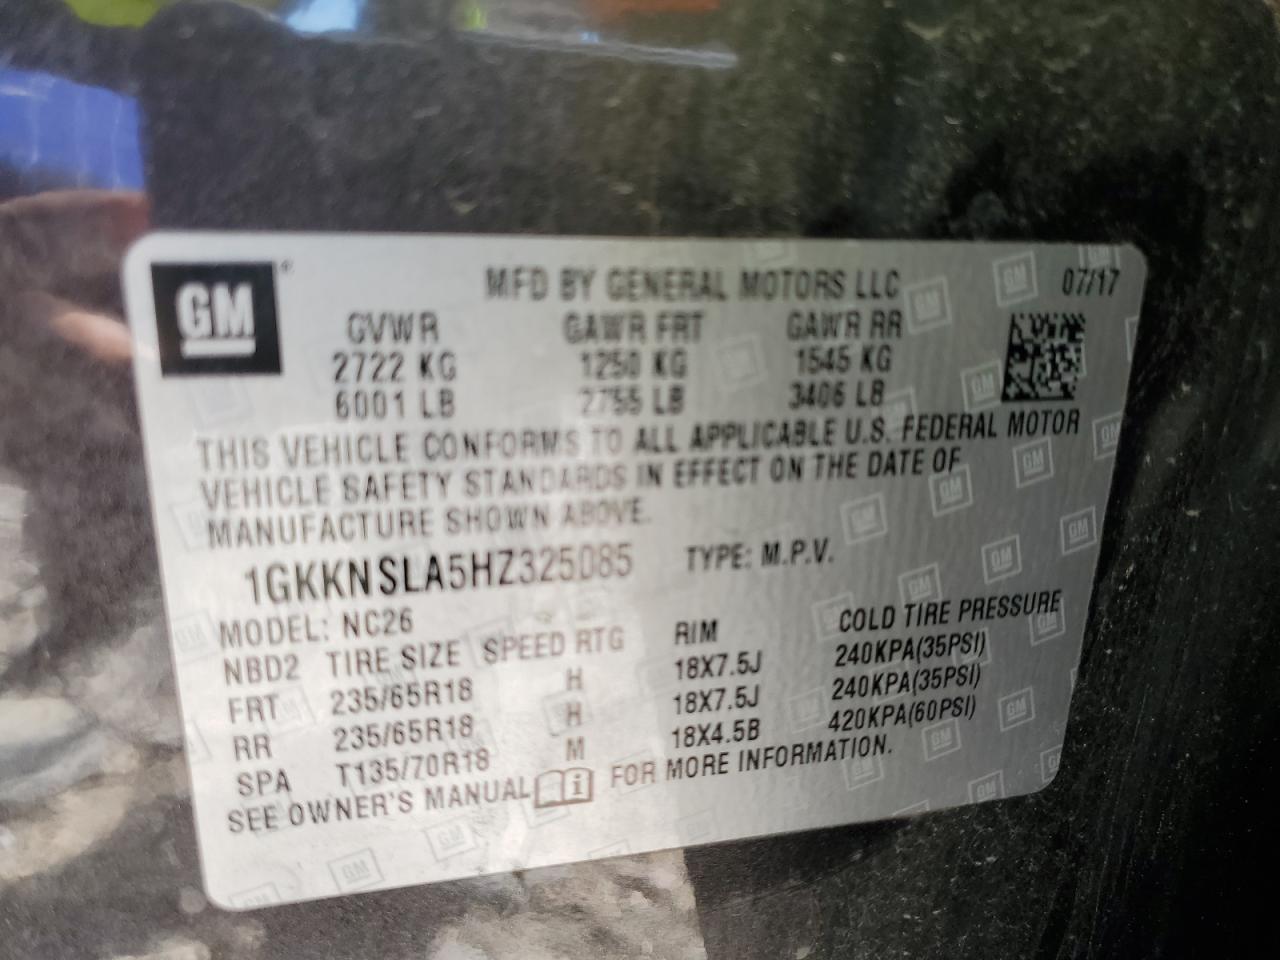 GM
MFD BY GENERAL MOTORS LLC 07/17
GVWR GAWR FRT GAWR RR
2722 KG 1250 KG 1545 KG
6001 LB 2755 LB 3406 LB
THIS VEHICLE CONFORMS TO ALL APPLICABLE U.S. FEDERAL MOTOR
VEHICLE SAFETY STANDARDS IN EFFECT ON THE DATE OF
MANUFACTURE SHOWN ABOVE.
1GKKNSLA5HZ325085 TYPE: M.P.V.
MODEL: NC26
NBD2 TIRE SIZE SPEED RTG RIM COLD TIRE PRESSURE
FRT 235/65R18 H 18X7.5J 240KPA(35PSI)
RR 235/65R18 H 18X7.5J 240KPA(35PSI)
SPA T135/70R18 M 18X4.5B 420KPA(60PSI)
SEE OWNER'S MANUAL i FOR MORE INFORMATION.